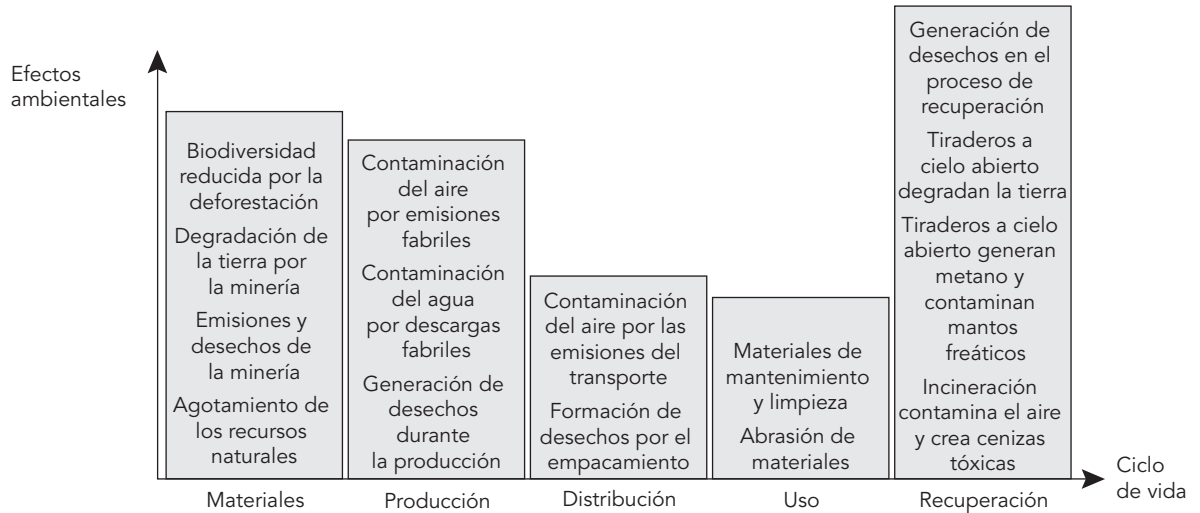 Efectos
ambientales
Biodiversidad
reducida por la
deforestación
Degradación de
la tierra por
la minería
Emisiones y
desechos de
la minería
Agotamiento de
los recursos
naturales
Contaminación
del aire
por emisiones
fabriles
Contaminación
del agua
por descargas
fabriles
Generación de
desechos
durante
la producción
Contaminación
del aire por las
emisiones del
transporte
Formación de
desechos por el
empacamiento
Materiales de
mantenimiento
y limpieza
Abrasión de
materiales
Generación de
desechos en el
proceso de
recuperación
Tiraderos a
cielo abierto
degradan la tierra
Tiraderos a cielo
abierto generan
metano y
contaminan
mantos
freáticos
Incineración
contamina el aire
y crea cenizas
tóxicas
Materiales
Producción
Distribución
Uso
Recuperación
Ciclo
de vida